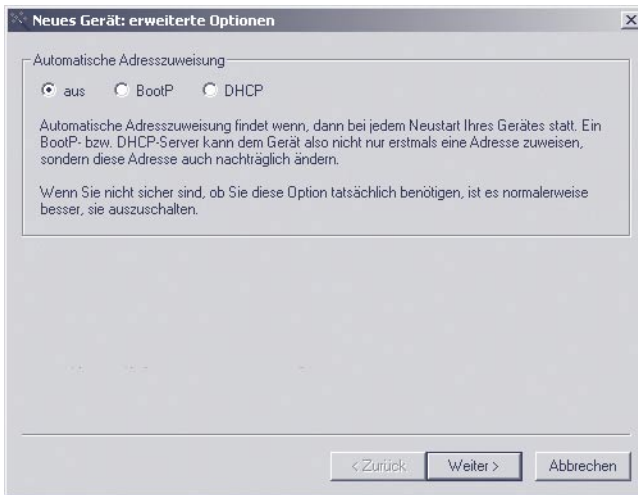 Neues Gerät: erweiterte Optionen
Automatische Adresszuweisung
aus BootP DHCP
Automatische Adresszuweisung findet wenn, dann bei jedem Neustart Ihres Gerätes statt. Ein
BootP- bzw. DHCP-Server kann dem Gerät also nicht nur erstmals eine Adresse zuweisen,
sondern diese Adresse auch nachträglich ändern.
Wenn Sie nicht sicher sind, ob Sie diese Option tatsächlich benötigen, ist es normalerweise
besser, sie auszuschalten.
< Zurück Weiter > Abbrechen